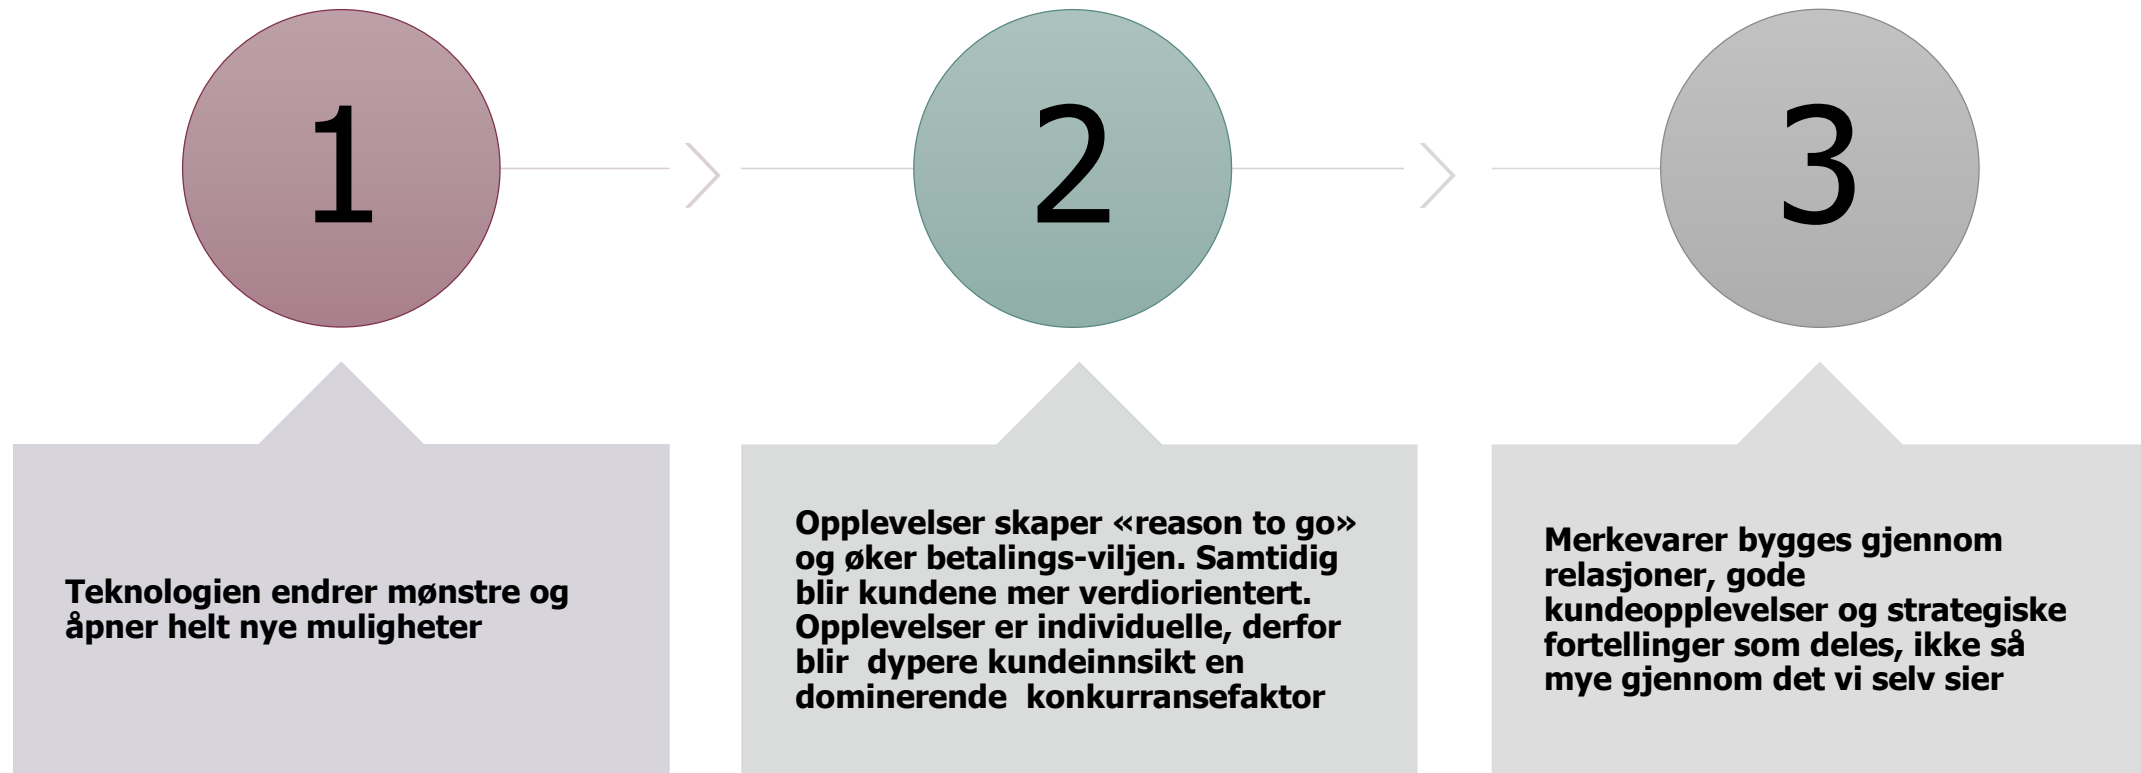 1
Teknologien endrer mønstre og
åpner helt nye muligheter
2
Opplevelser skaper «reason to go»
og øker betalings-viljen. Samtidig
blir kundene mer verdiorientert.
Opplevelser er individuelle, derfor
blir  dypere kundeinnsikt en
dominerende  konkurransefaktor
3
Merkevarer bygges gjennom
relasjoner, gode
kundeopplevelser og strategiske
fortellinger som deles, ikke så
mye gjennom det vi selv sier